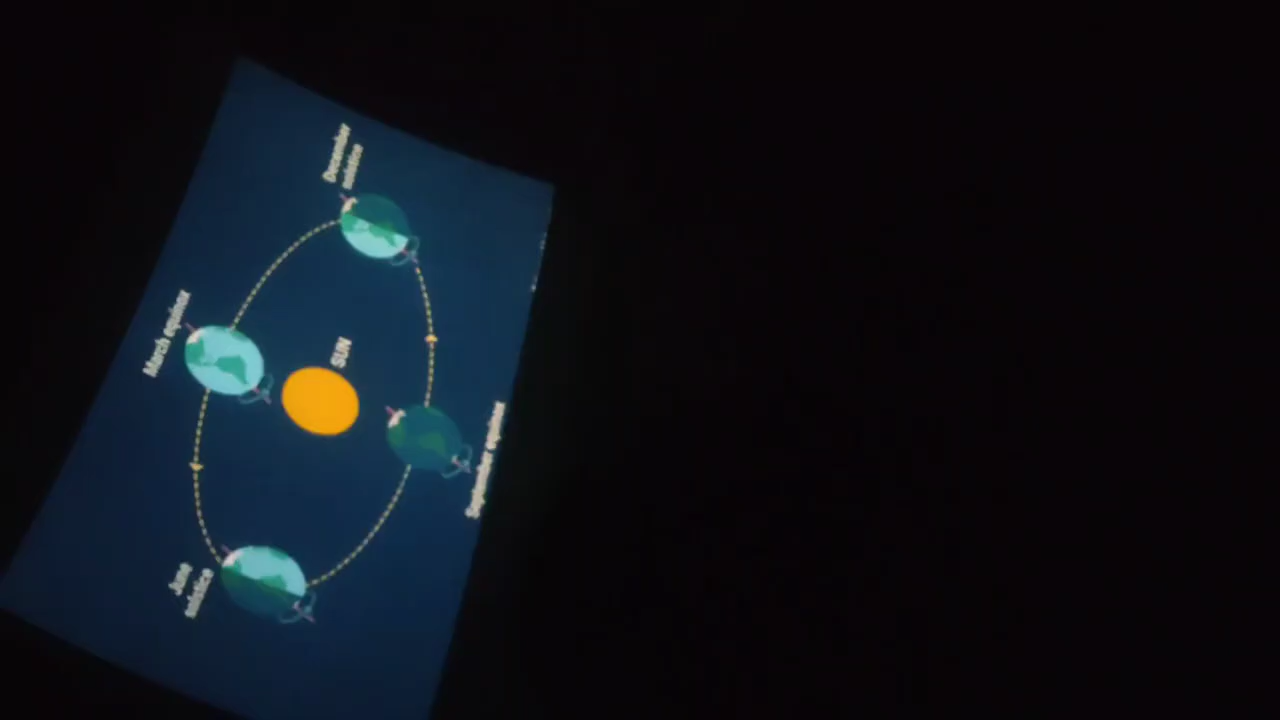 December
solstice
March equinox
SUN
September equinox
June
solstice